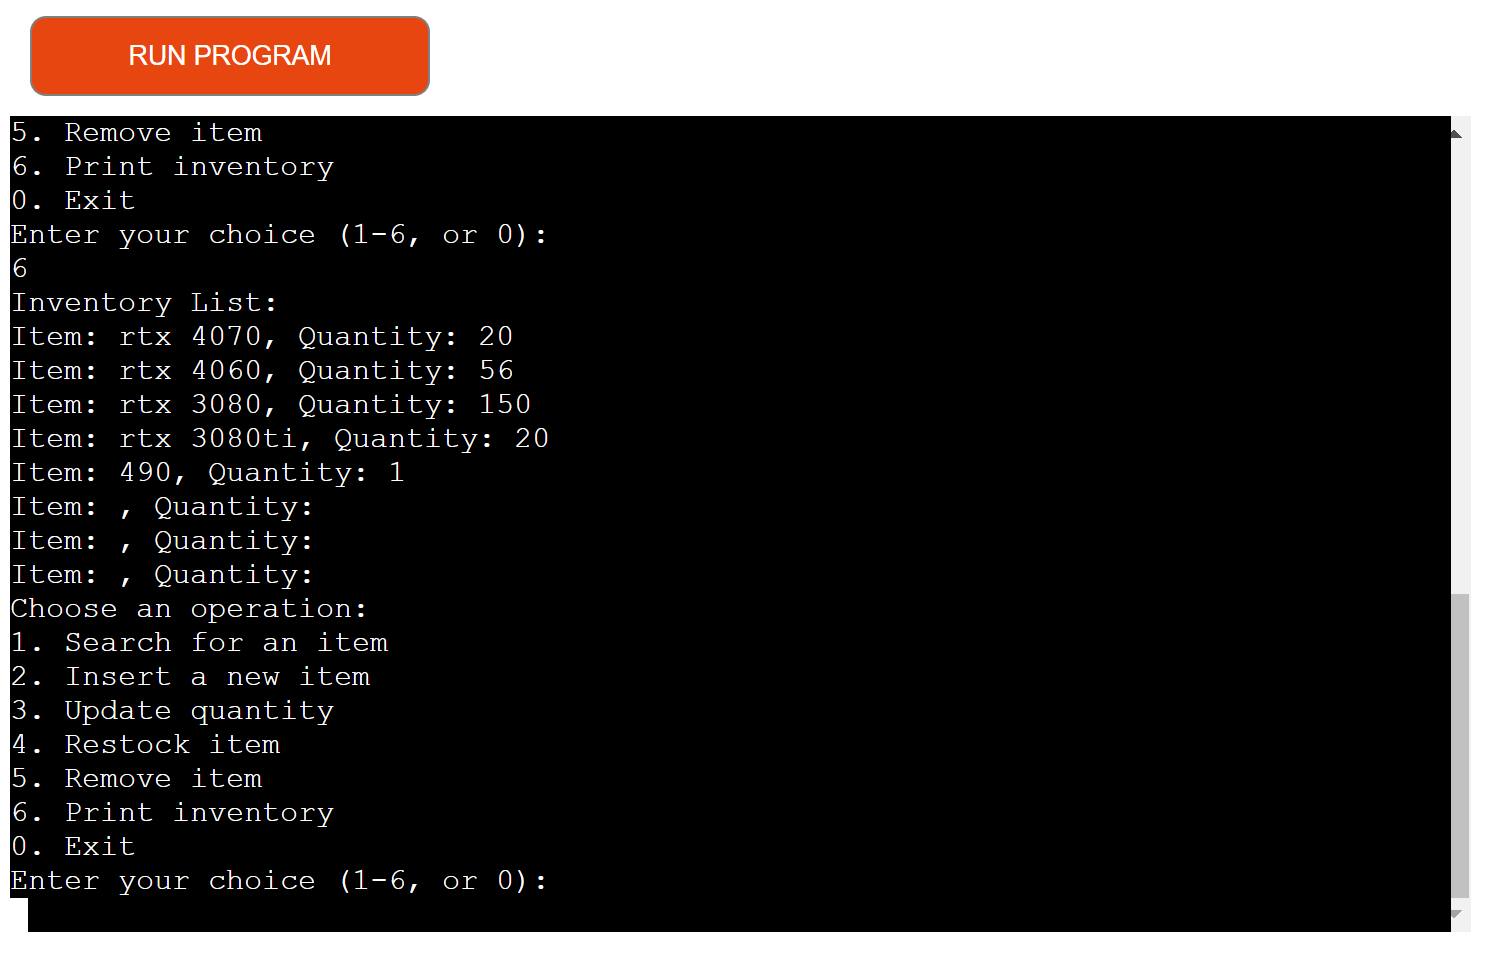 RUN PROGRAM
5. Remove item
6. Print inventory
0. Exit
Enter your choice (1-6, or 0):
6
Inventory List:
Item: rtx 4070, Quantity: 20
Item: rtx 4060, Quantity: 56
Item: rtx 3080, Quantity: 150
Item: rtx 3080ti, Quantity: 20
Item: 490, Quantity: 1
Item: , Quantity:
Item: , Quantity:
Item: , Quantity:
Choose an operation:
1. Search for an item
2. Insert a new item
3. Update quantity
4. Restock item
5. Remove item
6. Print inventory
0. Exit
Enter your choice (1-6, or 0):